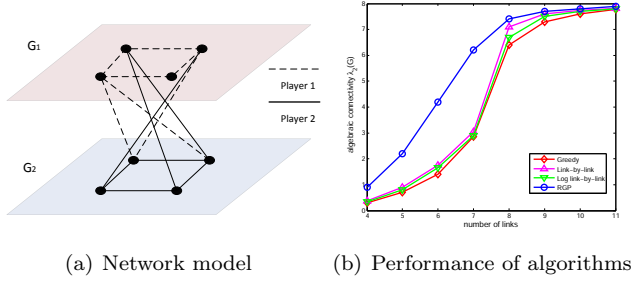 G1
G2
Player 1
Player 2
algebraic connectivity λ2(G)
8
7
6
5
4
3
2
1
0
4 5 6 7 8 9 10 11
number of links
Greedy
Link−by−link
Log link−by−link
RGP
(a) Network model
(b) Performance of algorithms